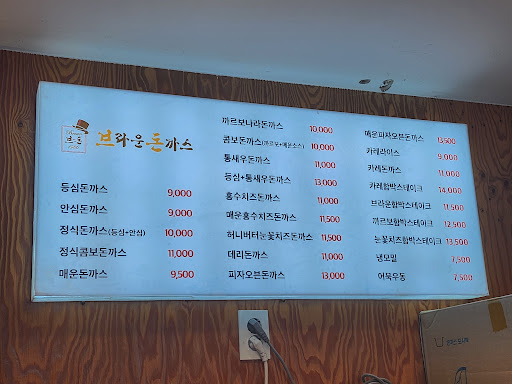 브돈
브라운돈까스
등심돈까스 9,000
안심돈까스 9,000
정식돈까스(등심+안심) 10,000
정식콤보돈까스 11,000
매운돈까스 9,500
까르보나라돈까스 10,000
콤보돈까스(까르보+매운소스) 10,000
통새우돈까스 11,000
등심+통새우돈까스 13,000
홍수치즈돈까스 11,000
매운홍수치즈돈까스 11,500
허니버터눈꽃치즈돈까스 11,500
데리돈까스 11,000
피자오븐돈까스 13,000
매운피자오븐돈까스 13,500
카레라이스 9,000
카레돈까스 11,000
카레함박스테이크 14,000
브라운함박스테이크 11,500
까르보함박스테이크 12,500
눈꽃치즈함박스테이크 13,500
냉모밀 7,500
어묵우동 7,500